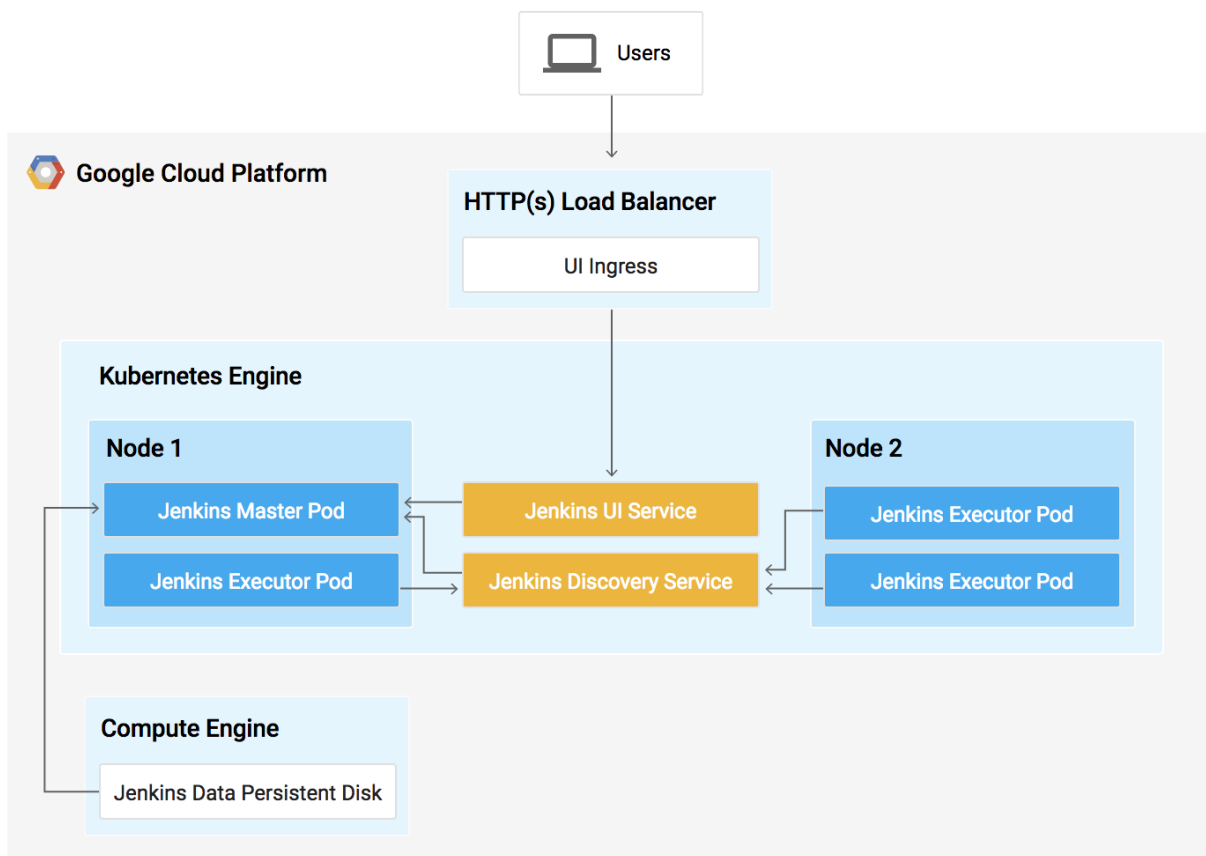 Users
Google Cloud Platform
HTTP(s) Load Balancer
UI Ingress
Kubernetes Engine
Node 1
Jenkins Master Pod
Jenkins Executor Pod
Jenkins UI Service
Jenkins Discovery Service
Node 2
Jenkins Executor Pod
Jenkins Executor Pod
Compute Engine
Jenkins Data Persistent Disk